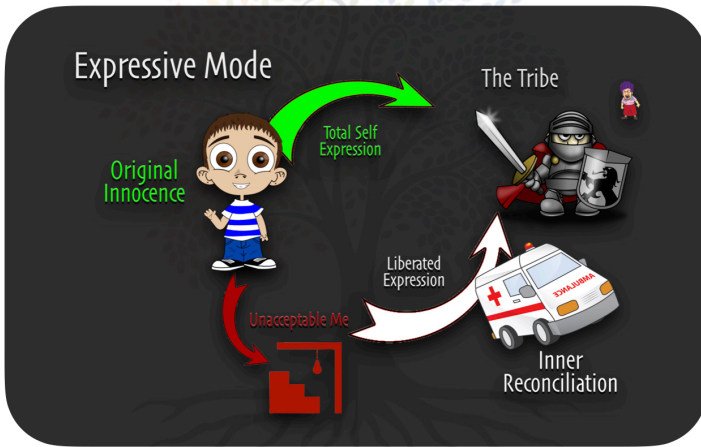 Expressive Mode
The Tribe
Total Self
Expression
Original
Innocence
Liberated
Expression
Unacceptable Me
AMBULANCE
Inner
Reconciliation